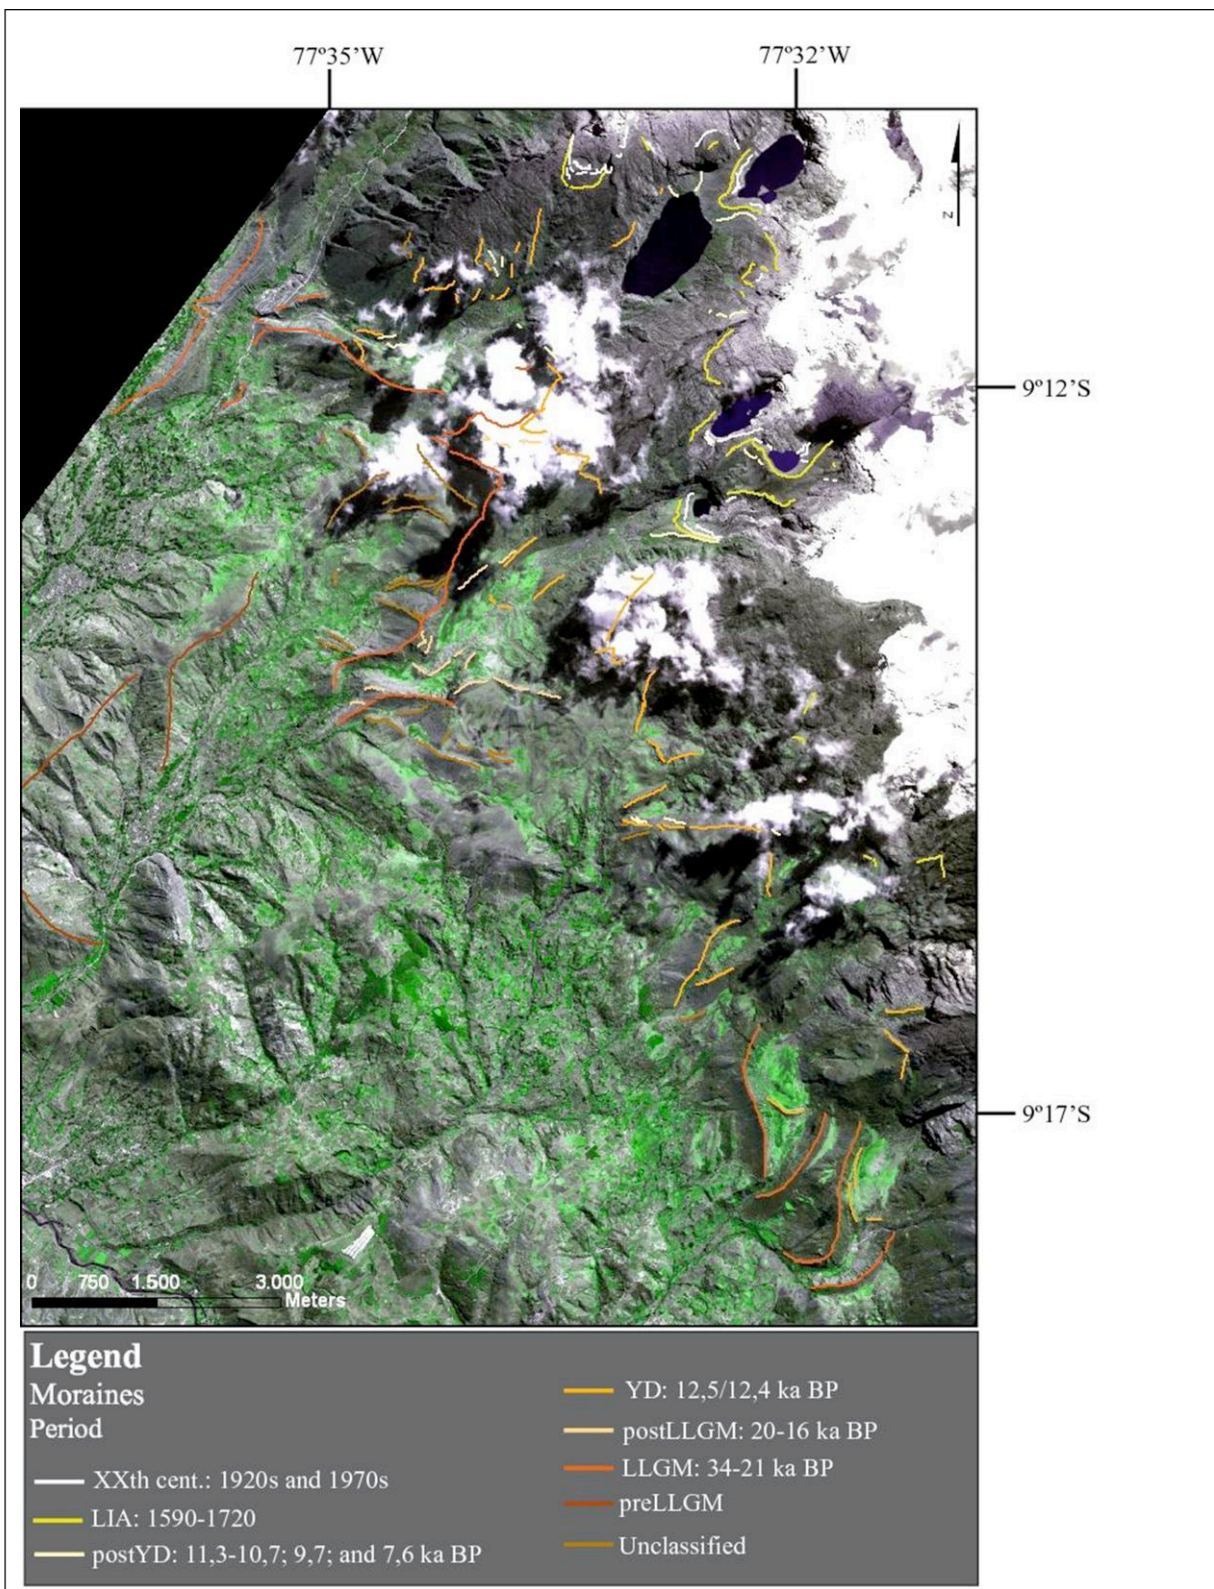 77º35’W
77º32’W
z
9º12’S
9º17’S
0 750 1.500 3.000
Meters
Legend
Moraines
Period
XXth cent.: 1920s and 1970s
LIA: 1590-1720
postYD: 11,3-10,7; 9,7; and 7,6 ka BP
YD: 12,5/12,4 ka BP
postLLGM: 20-16 ka BP
LLGM: 34-21 ka BP
preLLGM
Unclassified